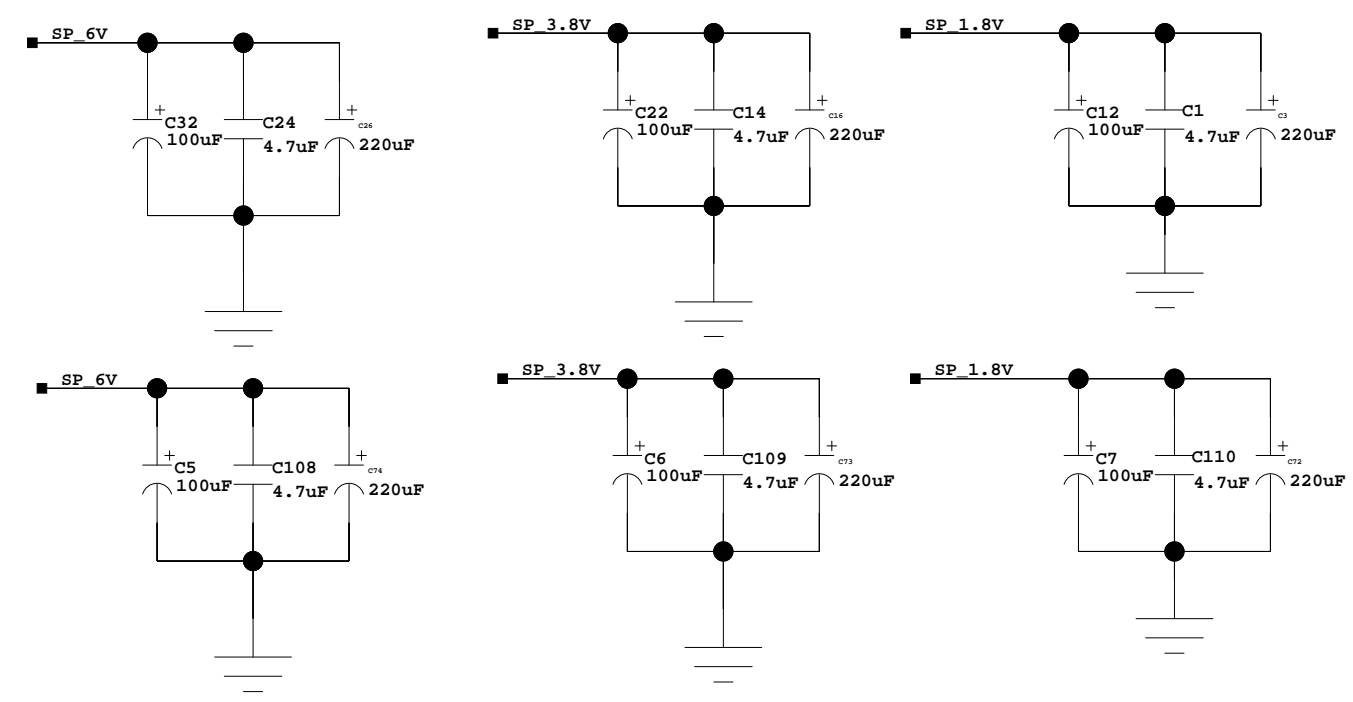 SP_6V
+
C32
100uF
C24
4.7uF
+
C26
220uF
SP_3.8V
+
C22
100uF
C14
4.7uF
+
C16
220uF
SP_1.8V
+
C12
100uF
C1
4.7uF
+
C3
220uF
SP_6V
+
C5
100uF
C108
4.7uF
+
C74
220uF
SP_3.8V
+
C6
100uF
C109
4.7uF
+
C73
220uF
SP_1.8V
+
C7
100uF
C110
4.7uF
+
C72
220uF